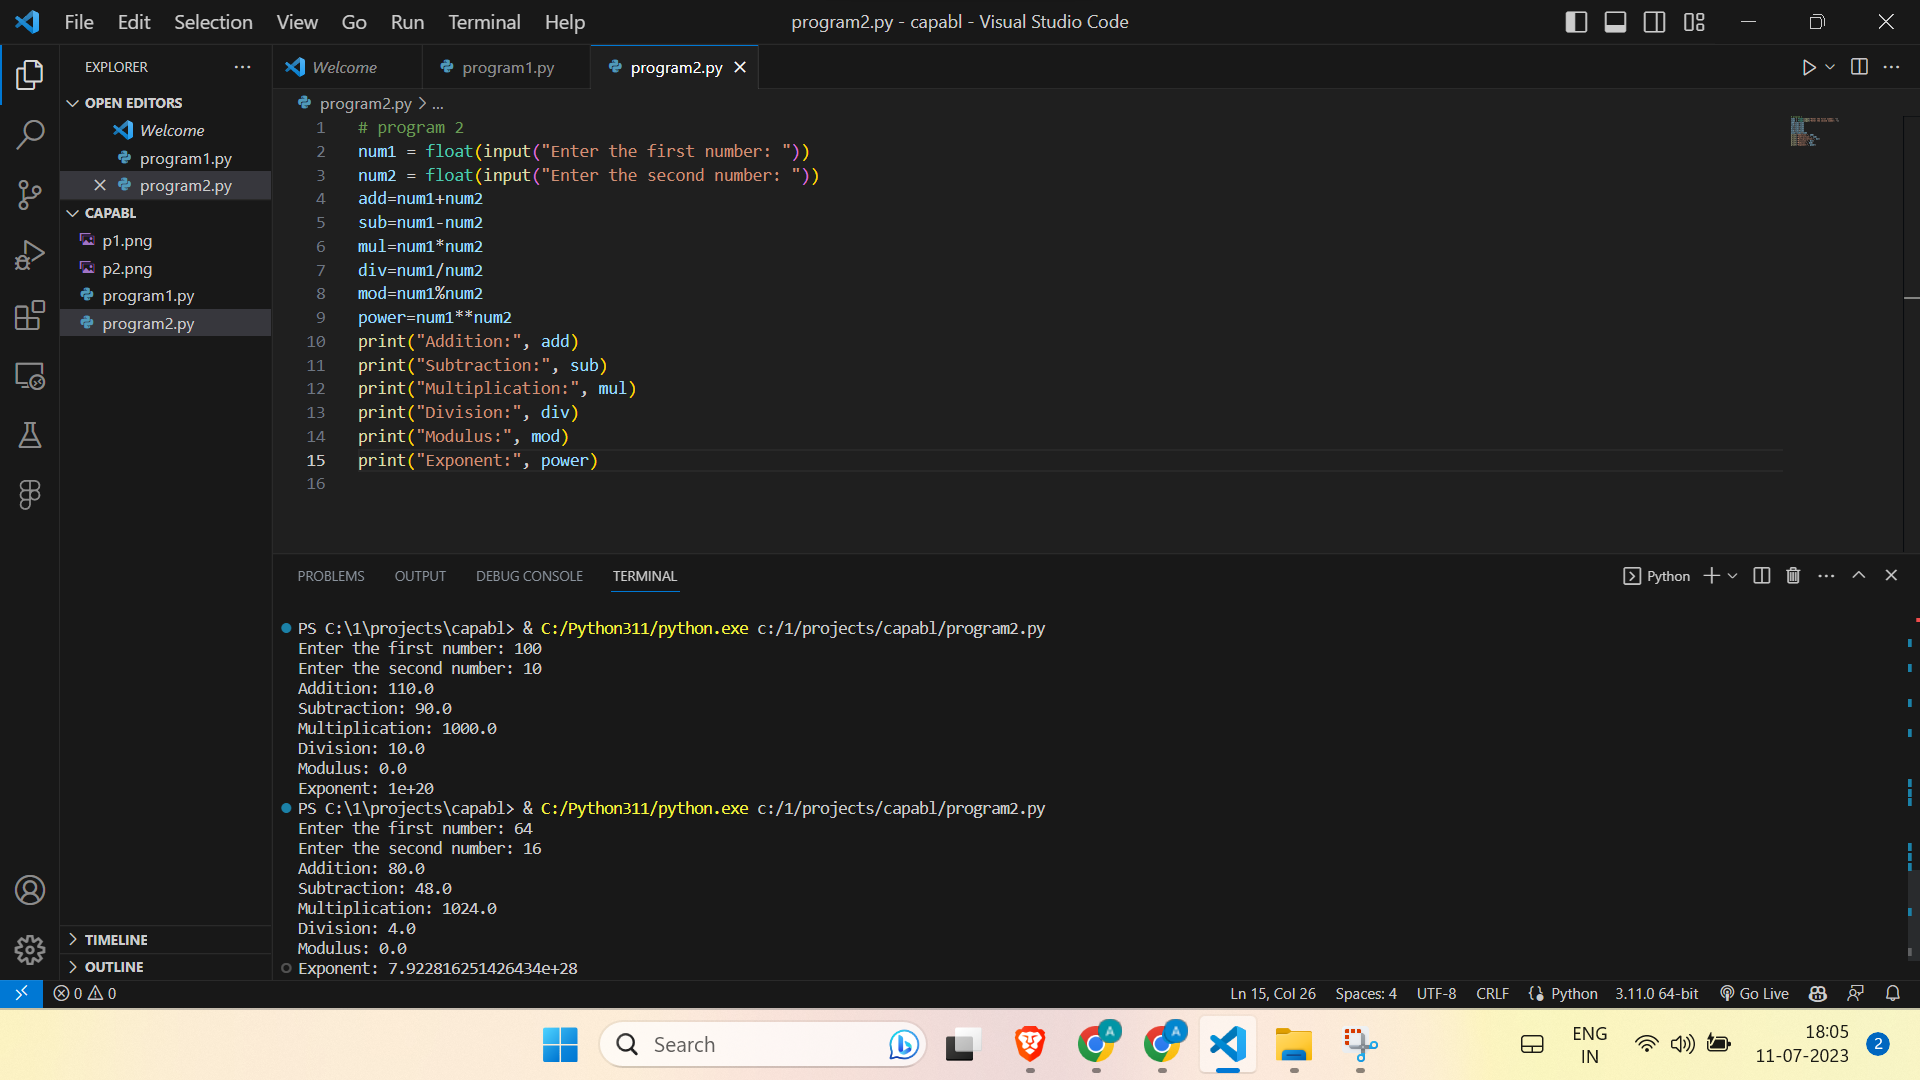 File Edit Selection View Go Run Terminal Help
program2.py - capabl - Visual Studio Code
EXPLORER
OPEN EDITORS
Welcome
program1.py
program2.py
CAPABL
p1.png
p2.png
program1.py
program2.py
TIMELINE
OUTLINE
Welcome program1.py program2.py
program2.py > ...
1 # program 2
2 num1 = float(input("Enter the first number: "))
3 num2 = float(input("Enter the second number: "))
4 add=num1+num2
5 sub=num1-num2
6 mul=num1*num2
7 div=num1/num2
8 mod=num1%num2
9 power=num1**num2
10 print("Addition:", add)
11 print("Subtraction:", sub)
12 print("Multiplication:", mul)
13 print("Division:", div)
14 print("Modulus:", mod)
15 print("Exponent:", power)
16
PROBLEMS OUTPUT DEBUG CONSOLE TERMINAL
Python
PS C:\1\projects\capabl> & C:/Python311/python.exe c:/1/projects/capabl/program2.py
Enter the first number: 100
Enter the second number: 10
Addition: 110.0
Subtraction: 90.0
Multiplication: 1000.0
Division: 10.0
Modulus: 0.0
Exponent: 1e+20
PS C:\1\projects\capabl> & C:/Python311/python.exe c:/1/projects/capabl/program2.py
Enter the first number: 64
Enter the second number: 16
Addition: 80.0
Subtraction: 48.0
Multiplication: 1024.0
Division: 4.0
Modulus: 0.0
Exponent: 7.922816251426434e+28
0 0
Ln 15, Col 26 Spaces: 4 UTF-8 CRLF Python 3.11.0 64-bit Go Live
Search
A
A
ENG
IN
18:05
11-07-2023
2